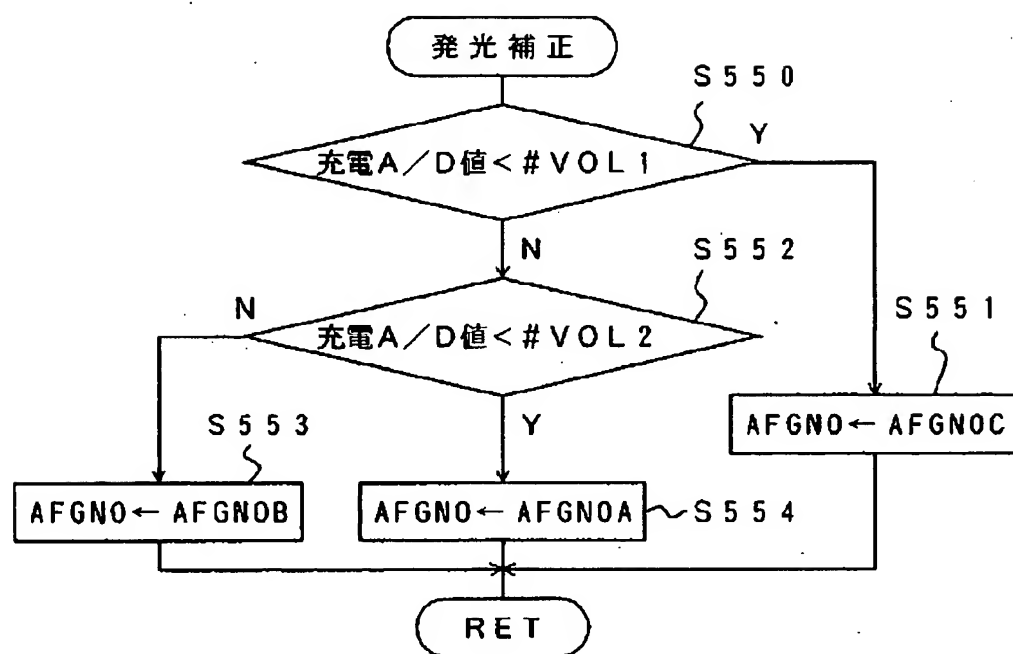 発光補正
S550
充電A/D値<#VOL1
Y
N
S552
充電A/D値<#VOL2
N
Y
S551
AFGNO←AFGNOC
S553
AFGNO←AFGNOB
AFGNO←AFGNOA
S554
RET